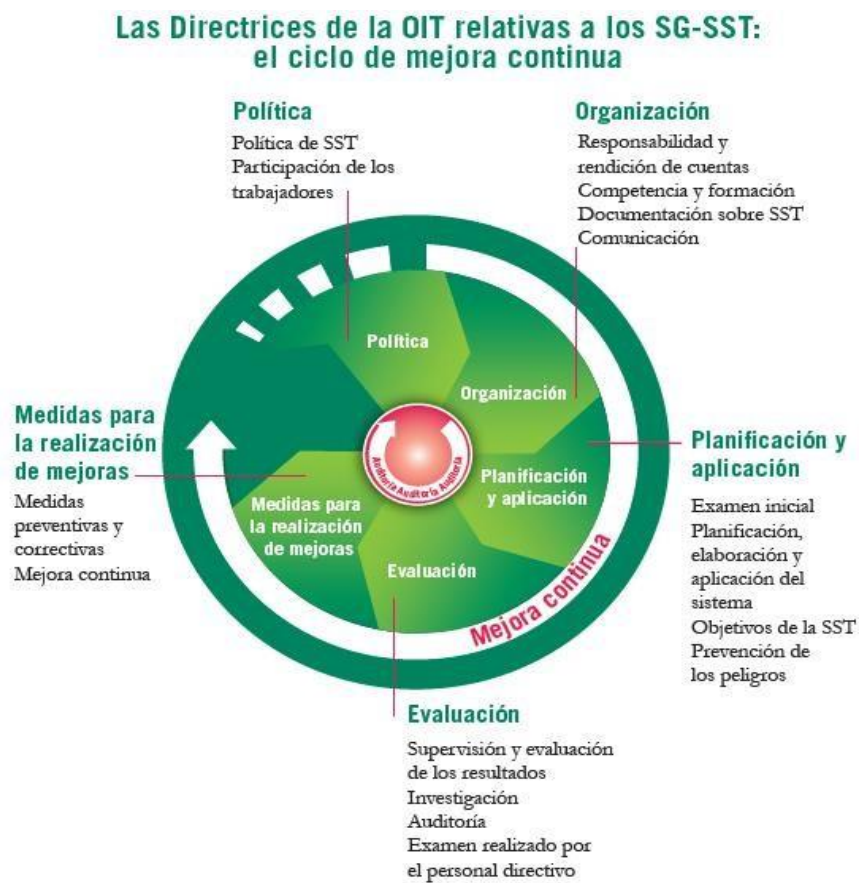 Las Directrices de la OIT relativas a los SG-SST:
el ciclo de mejora continua
Política
Política de SST
Participación de los
trabajadores
Organización
Responsabilidad y
rendición de cuentas
Competencia y formación
Documentación sobre SST
Comunicación
Política
Organización
Planificación
y aplicación
Evaluación
Medidas para
la realización
de mejoras
Auditoría Auditoría Auditoría
Mejora continua
Medidas para
la realización
de mejoras
Medidas
preventivas y
correctivas
Mejora continua
Planificación y
aplicación
Examen inicial
Planificación,
elaboración y
aplicación del
sistema
Objetivos de la SST
Prevención de
los peligros
Evaluación
Supervisión y evaluación
de los resultados
Investigación
Auditoría
Examen realizado por
el personal directivo